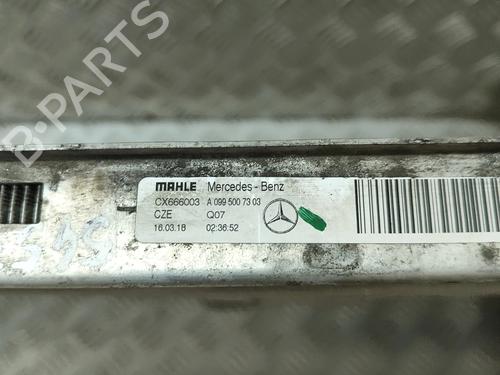 B-PARTS
MAHLE Mercedes-Benz
CX666003 A 099 500 73 03
CZE Q07
16.03.18 02:36:52